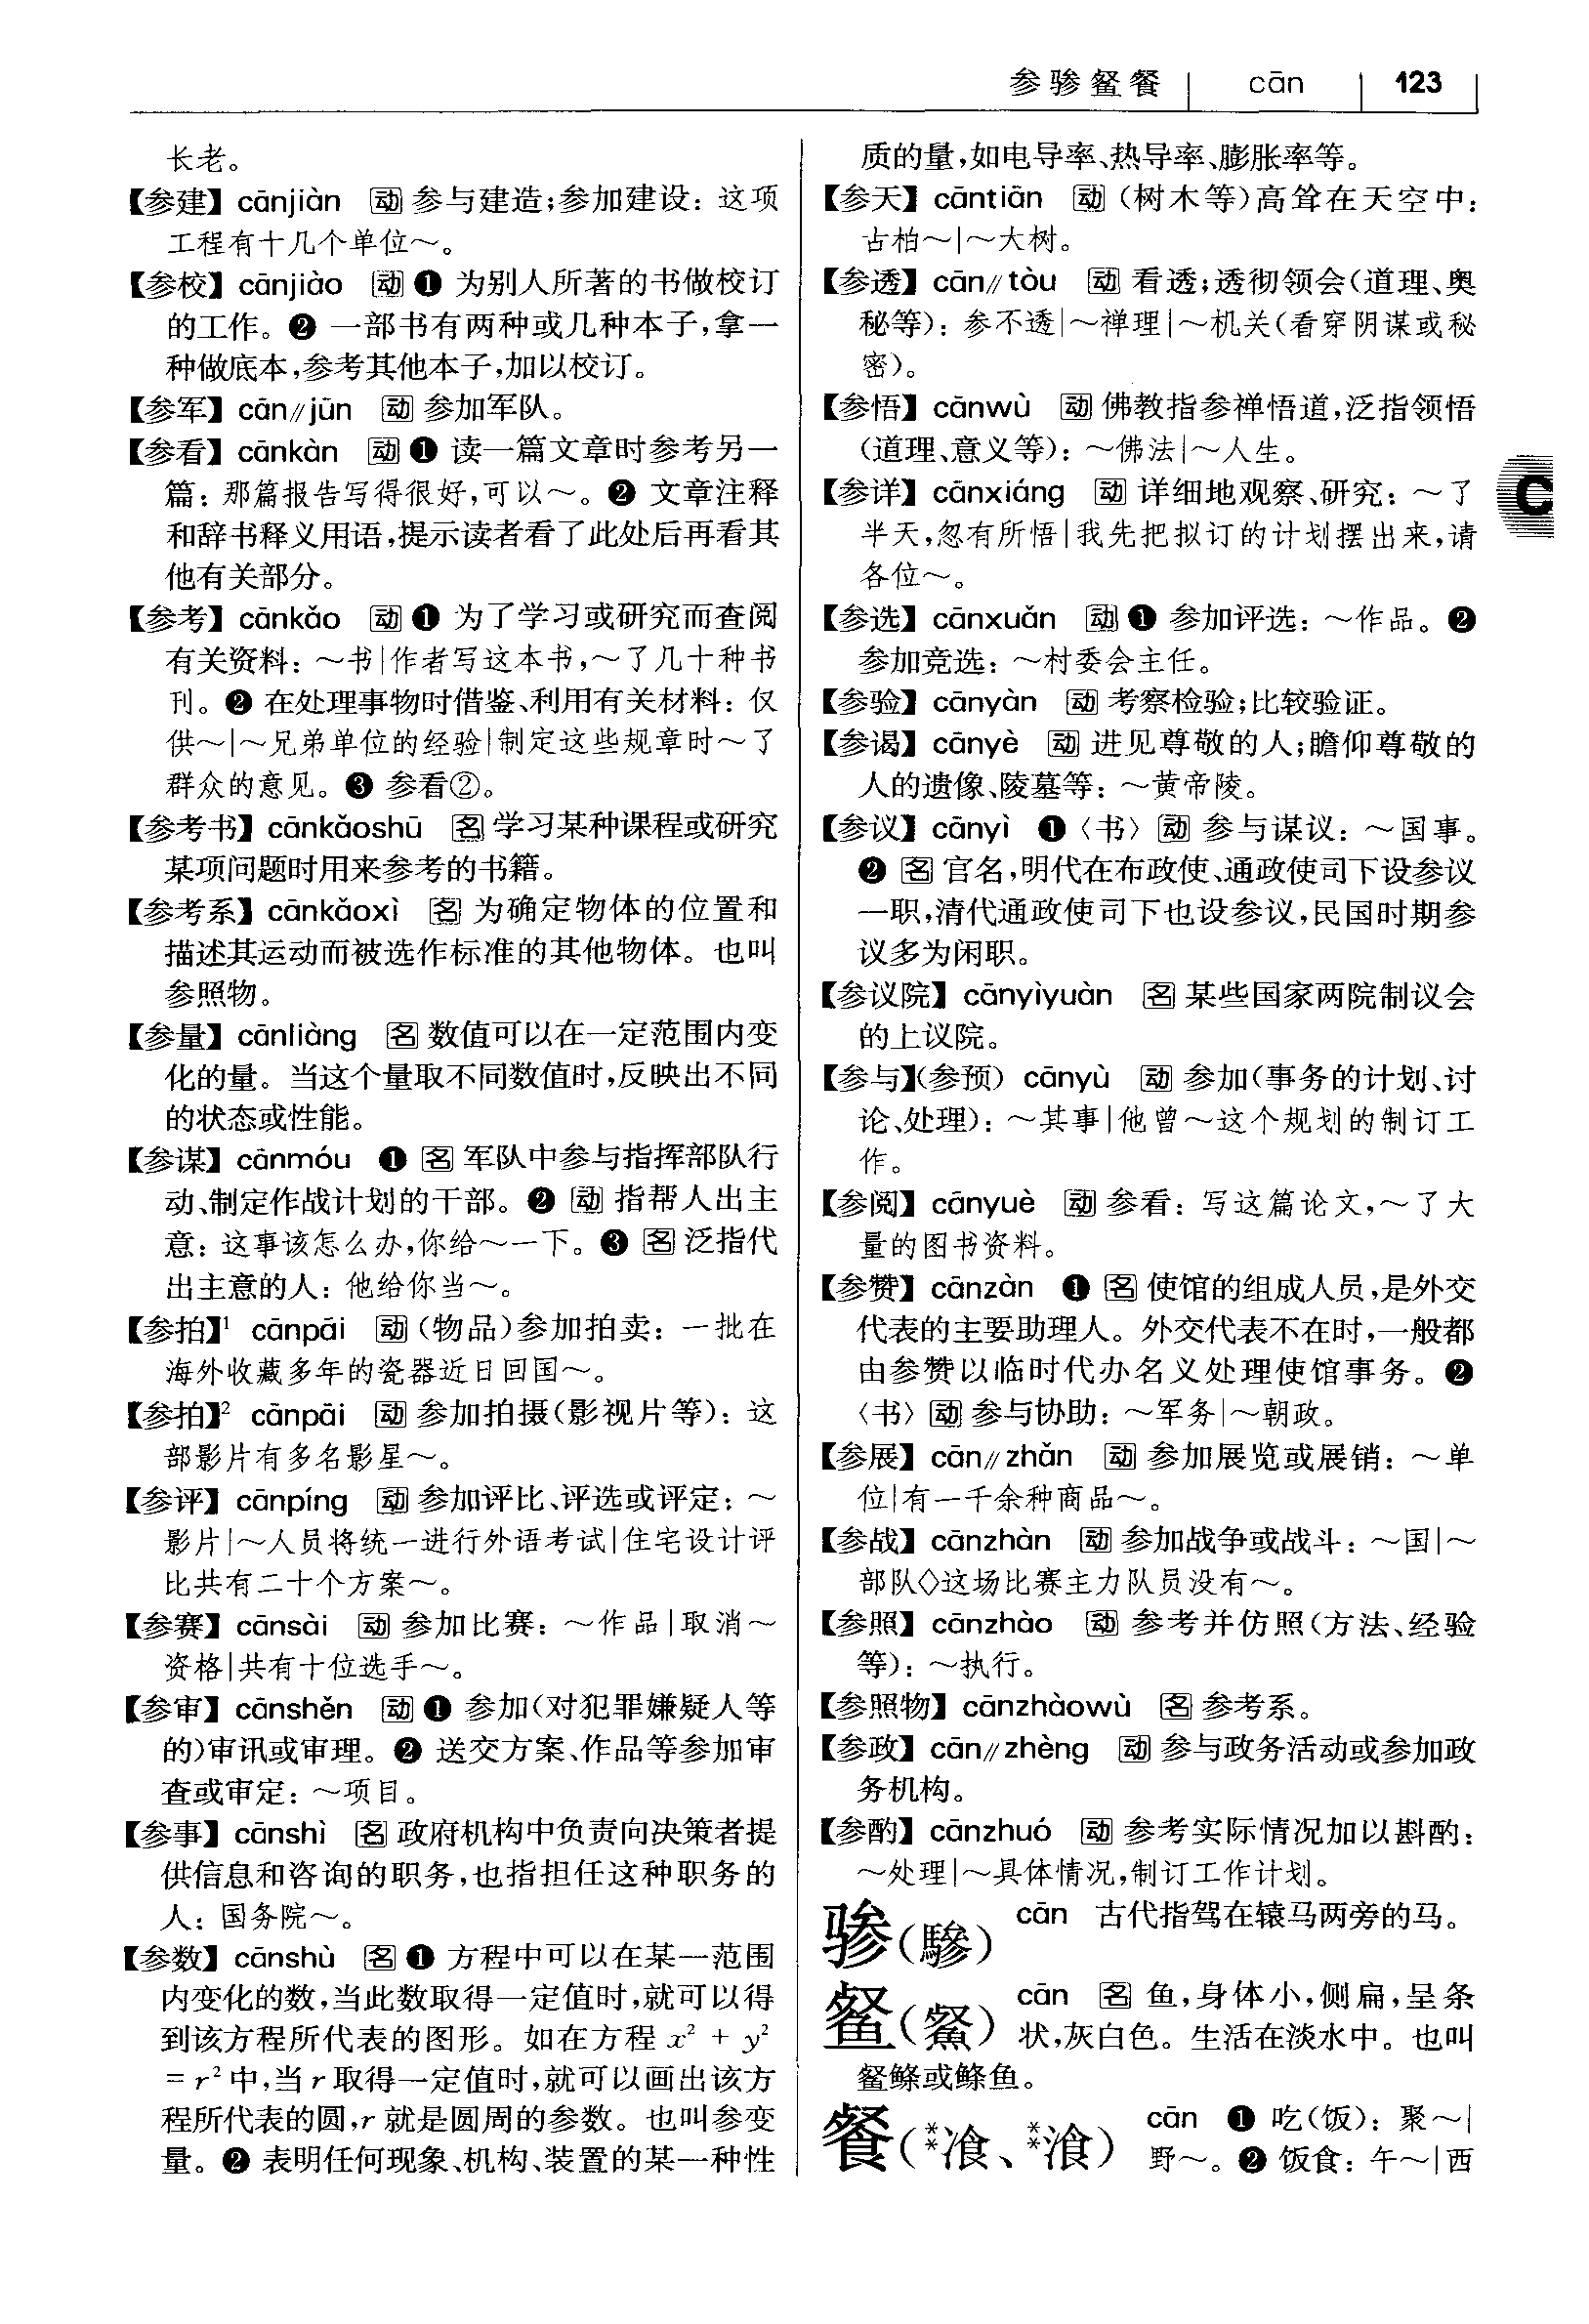 参骖䱗餐 | cān | 123
长老。
【参建】 cānjiàn 动 参与建造;参加建设: 这项
工程有十几个单位～。
【参校】 cānjiào 动 ❶ 为别人所著的书做校订
的工作。❷ 一部书有两种或几种本子,拿一
种做底本,参考其他本子,加以校订。
【参军】 cān//jūn 动 参加军队。
【参看】 cānkàn 动 ❶ 读一篇文章时参考另一
篇: 那篇报告写得很好,可以～。❷ 文章注释
和辞书释义用语,提示读者看了此处后再看其
他有关部分。
【参考】 cānkǎo 动 ❶ 为了学习或研究而查阅
有关资料: ～书|作者写这本书,～了几十种书
刊。❷ 在处理事物时借鉴、利用有关材料: 仅
供～|～兄弟单位的经验|制定这些规章时～了
群众的意见。❸ 参看②。
【参考书】 cānkǎoshū 名 学习某种课程或研究
某项问题时用来参考的书籍。
【参考系】 cānkǎoxì 名 为确定物体的位置和
描述其运动而被选作标准的其他物体。也叫
参照物。
【参量】 cānliàng 名 数值可以在一定范围内变
化的量。当这个量取不同数值时,反映出不同
的状态或性能。
【参谋】 cānmóu ❶ 名 军队中参与指挥部队行
动、制定作战计划的干部。❷ 动 指帮人出主
意: 这事该怎么办,你给～一下。❸ 名 泛指代
出主意的人: 他给你当～。
【参拍】¹ cānpāi 动 (物品)参加拍卖: 一批在
海外收藏多年的瓷器近日回国～。
【参拍】² cānpāi 动 参加拍摄(影视片等): 这
部影片有多名影星～。
【参评】 cānpíng 动 参加评比、评选或评定: ～
影片|～人员将统一进行外语考试|住宅设计评
比共有二十个方案～。
【参赛】 cānsài 动 参加比赛: ～作品|取消～
资格|共有十位选手～。
【参审】 cānshěn 动 ❶ 参加(对犯罪嫌疑人等
的)审讯或审理。❷ 送交方案、作品等参加审
查或审定: ～项目。
【参事】 cānshì 名 政府机构中负责向决策者提
供信息和咨询的职务,也指担任这种职务的
人: 国务院～。
【参数】 cānshù 名 ❶ 方程中可以在某一范围
内变化的数,当此数取得一定值时,就可以得
到该方程所代表的图形。如在方程 x² + y²
= r² 中,当 r 取得一定值时,就可以画出该方
程所代表的圆,r 就是圆周的参数。也叫参变
量。❷ 表明任何现象、机构、装置的某一种性
质的量,如电导率、热导率、膨胀率等。
【参天】 cāntiān 动 (树木等)高耸在天空中:
古柏～|～大树。
【参透】 cān//tòu 动 看透;透彻领会(道理、奥
秘等): 参不透|～禅理|～机关(看穿阴谋或秘
密)。
【参悟】 cānwù 动 佛教指参禅悟道,泛指领悟
(道理、意义等): ～佛法|～人生。
【参详】 cānxiáng 动 详细地观察、研究: ～了
半天,忽有所悟|我先把拟订的计划摆出来,请
各位～。
【参选】 cānxuǎn 动 ❶ 参加评选: ～作品。❷
参加竞选: ～村委会主任。
【参验】 cānyàn 动 考察检验;比较验证。
【参谒】 cānyè 动 进见尊敬的人;瞻仰尊敬的
人的遗像、陵墓等: ～黄帝陵。
【参议】 cānyì ❶〈书〉动 参与谋议: ～国事。
❷ 名 官名,明代在布政使、通政使司下设参议
一职,清代通政使司下也设参议,民国时期参
议多为闲职。
【参议院】 cānyìyuàn 名 某些国家两院制议会
的上议院。
【参与】(参预) cānyù 动 参加(事务的计划、讨
论、处理): ～其事|他曾～这个规划的制订工
作。
【参阅】 cānyuè 动 参看: 写这篇论文,～了大
量的图书资料。
【参赞】 cānzàn ❶ 名 使馆的组成人员,是外交
代表的主要助理人。外交代表不在时,一般都
由参赞以临时代办名义处理使馆事务。❷
〈书〉动 参与协助: ～军务|～朝政。
【参展】 cān//zhǎn 动 参加展览或展销: ～单
位|有一千余种商品～。
【参战】 cānzhàn 动 参加战争或战斗: ～国|～
部队◇这场比赛主力队员没有～。
【参照】 cānzhào 动 参考并仿照(方法、经验
等): ～执行。
【参照物】 cānzhàowù 名 参考系。
【参政】 cān//zhèng 动 参与政务活动或参加政
务机构。
【参酌】 cānzhuó 动 参考实际情况加以斟酌:
～处理|～具体情况,制订工作计划。
骖(驂) cān 古代指驾在辕马两旁的马。
䱗(鰲) cān 名 鱼,身体小,侧扁,呈条
状,灰白色。生活在淡水中。也叫
䱗鲦或鲦鱼。
餐(**飡、**湌) cān ❶ 吃(饭): 聚～|
野～。❷ 饭食: 午～|西
C